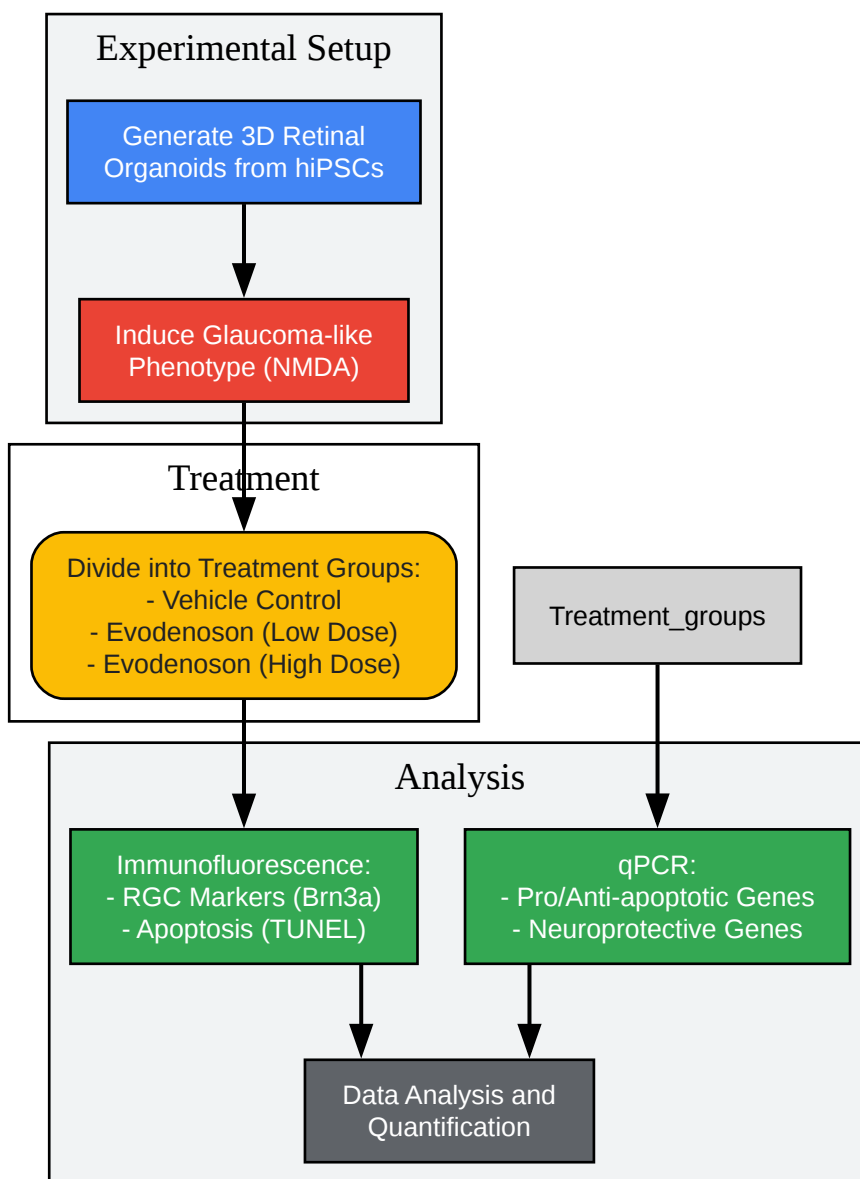 Experimental Setup
Generate 3D Retinal
Organoids from hiPSCs
Induce Glaucoma-like
Phenotype (NMDA)
Treatment
Divide into Treatment Groups:
- Vehicle Control
- Evodenoson (Low Dose)
- Evodenoson (High Dose)
Treatment_groups
Analysis
Immunofluorescence:
- RGC Markers (Brn3a)
- Apoptosis (TUNEL)
qPCR:
- Pro/Anti-apoptotic Genes
- Neuroprotective Genes
Data Analysis and
Quantification